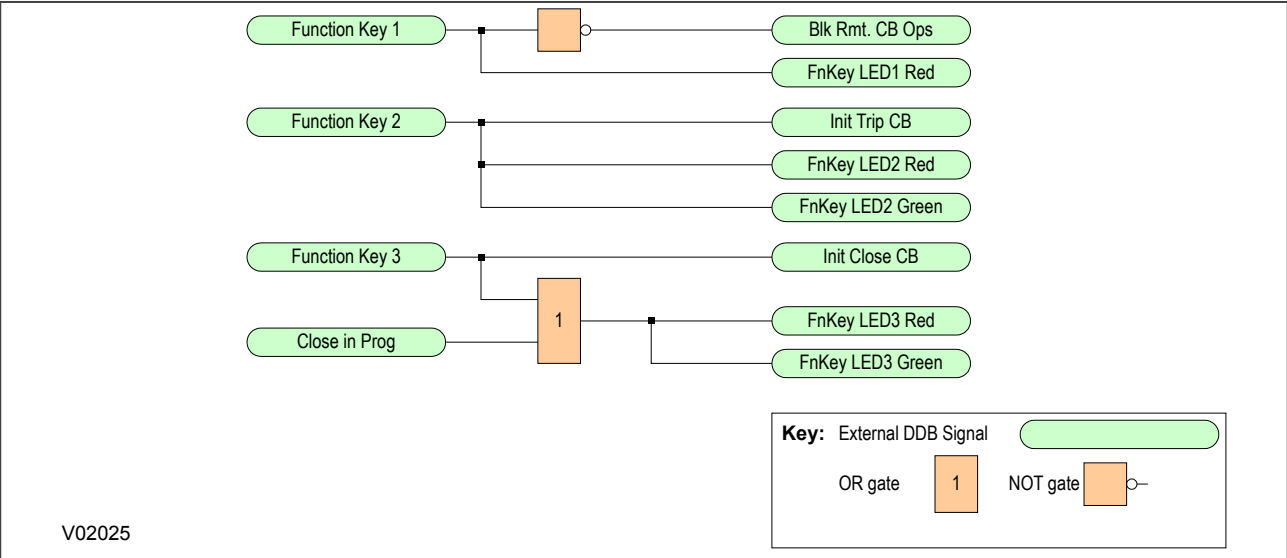 Function Key 1
Blk Rmt. CB Ops
FnKey LED1 Red
Function Key 2
Init Trip CB
FnKey LED2 Red
FnKey LED2 Green
Function Key 3
Init Close CB
1
FnKey LED3 Red
Close in Prog
FnKey LED3 Green
Key: External DDB Signal
OR gate 1 NOT gate
V02025